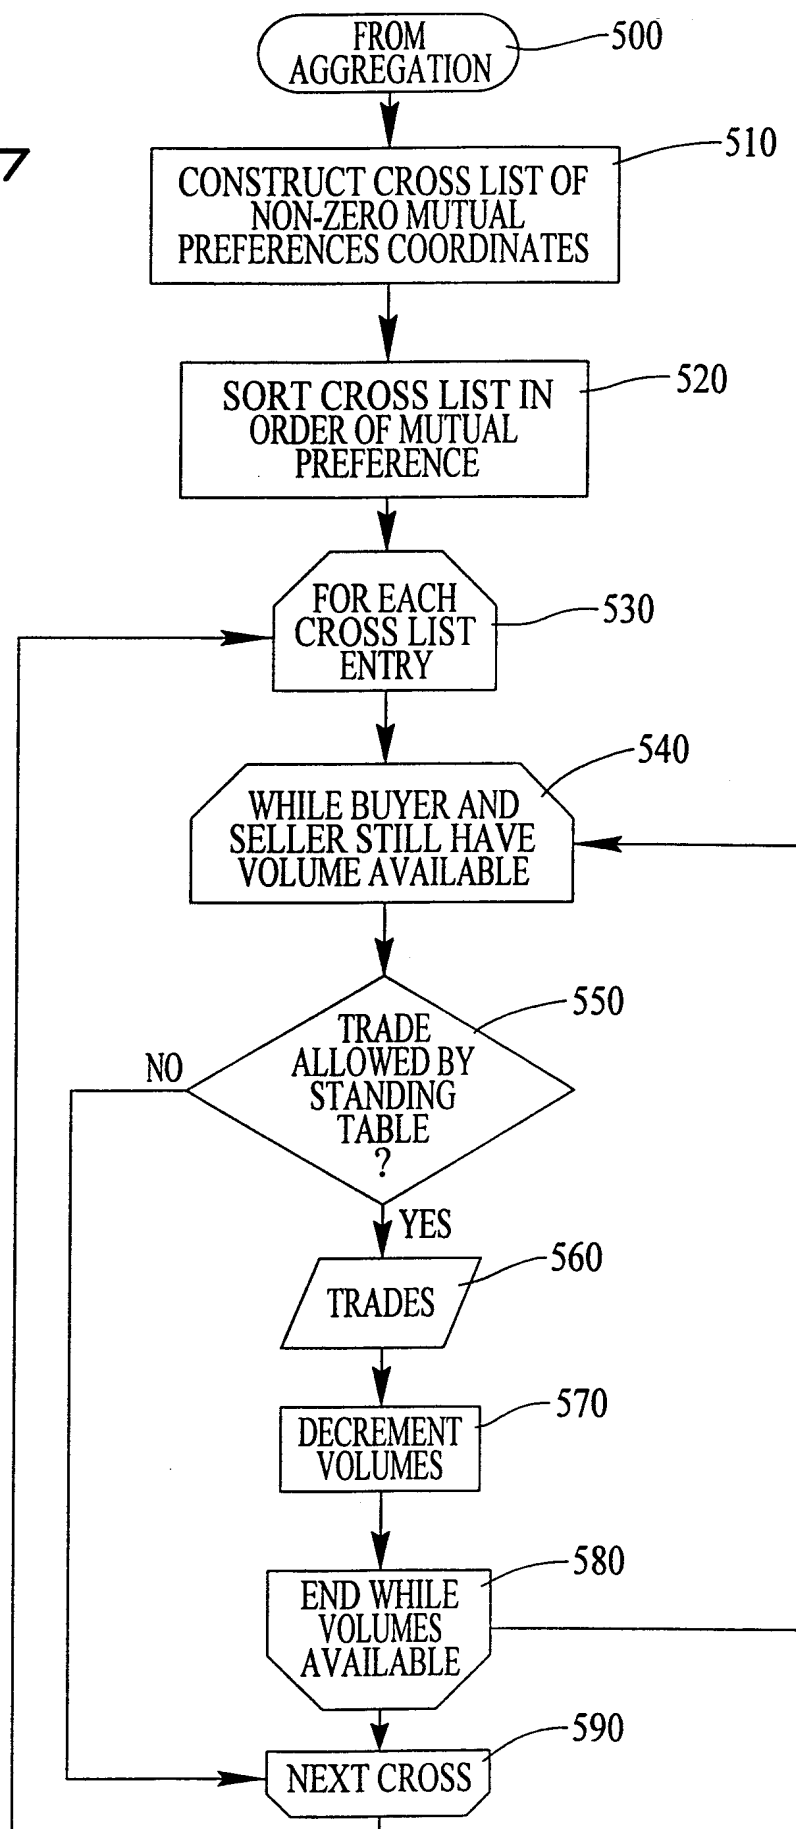 FROM
AGGREGATION
500
7
510
CONSTRUCT CROSS LIST OF
NON-ZERO MUTUAL
PREFERENCES COORDINATES
520
SORT CROSS LIST IN
ORDER OF MUTUAL
PREFERENCE
530
FOR EACH
CROSS LIST
ENTRY
540
WHILE BUYER AND
SELLER STILL HAVE
VOLUME AVAILABLE
550
TRADE
ALLOWED BY
STANDING
TABLE
?
NO
YES
560
TRADES
570
DECREMENT
VOLUMES
580
END WHILE
VOLUMES
AVAILABLE
590
NEXT CROSS